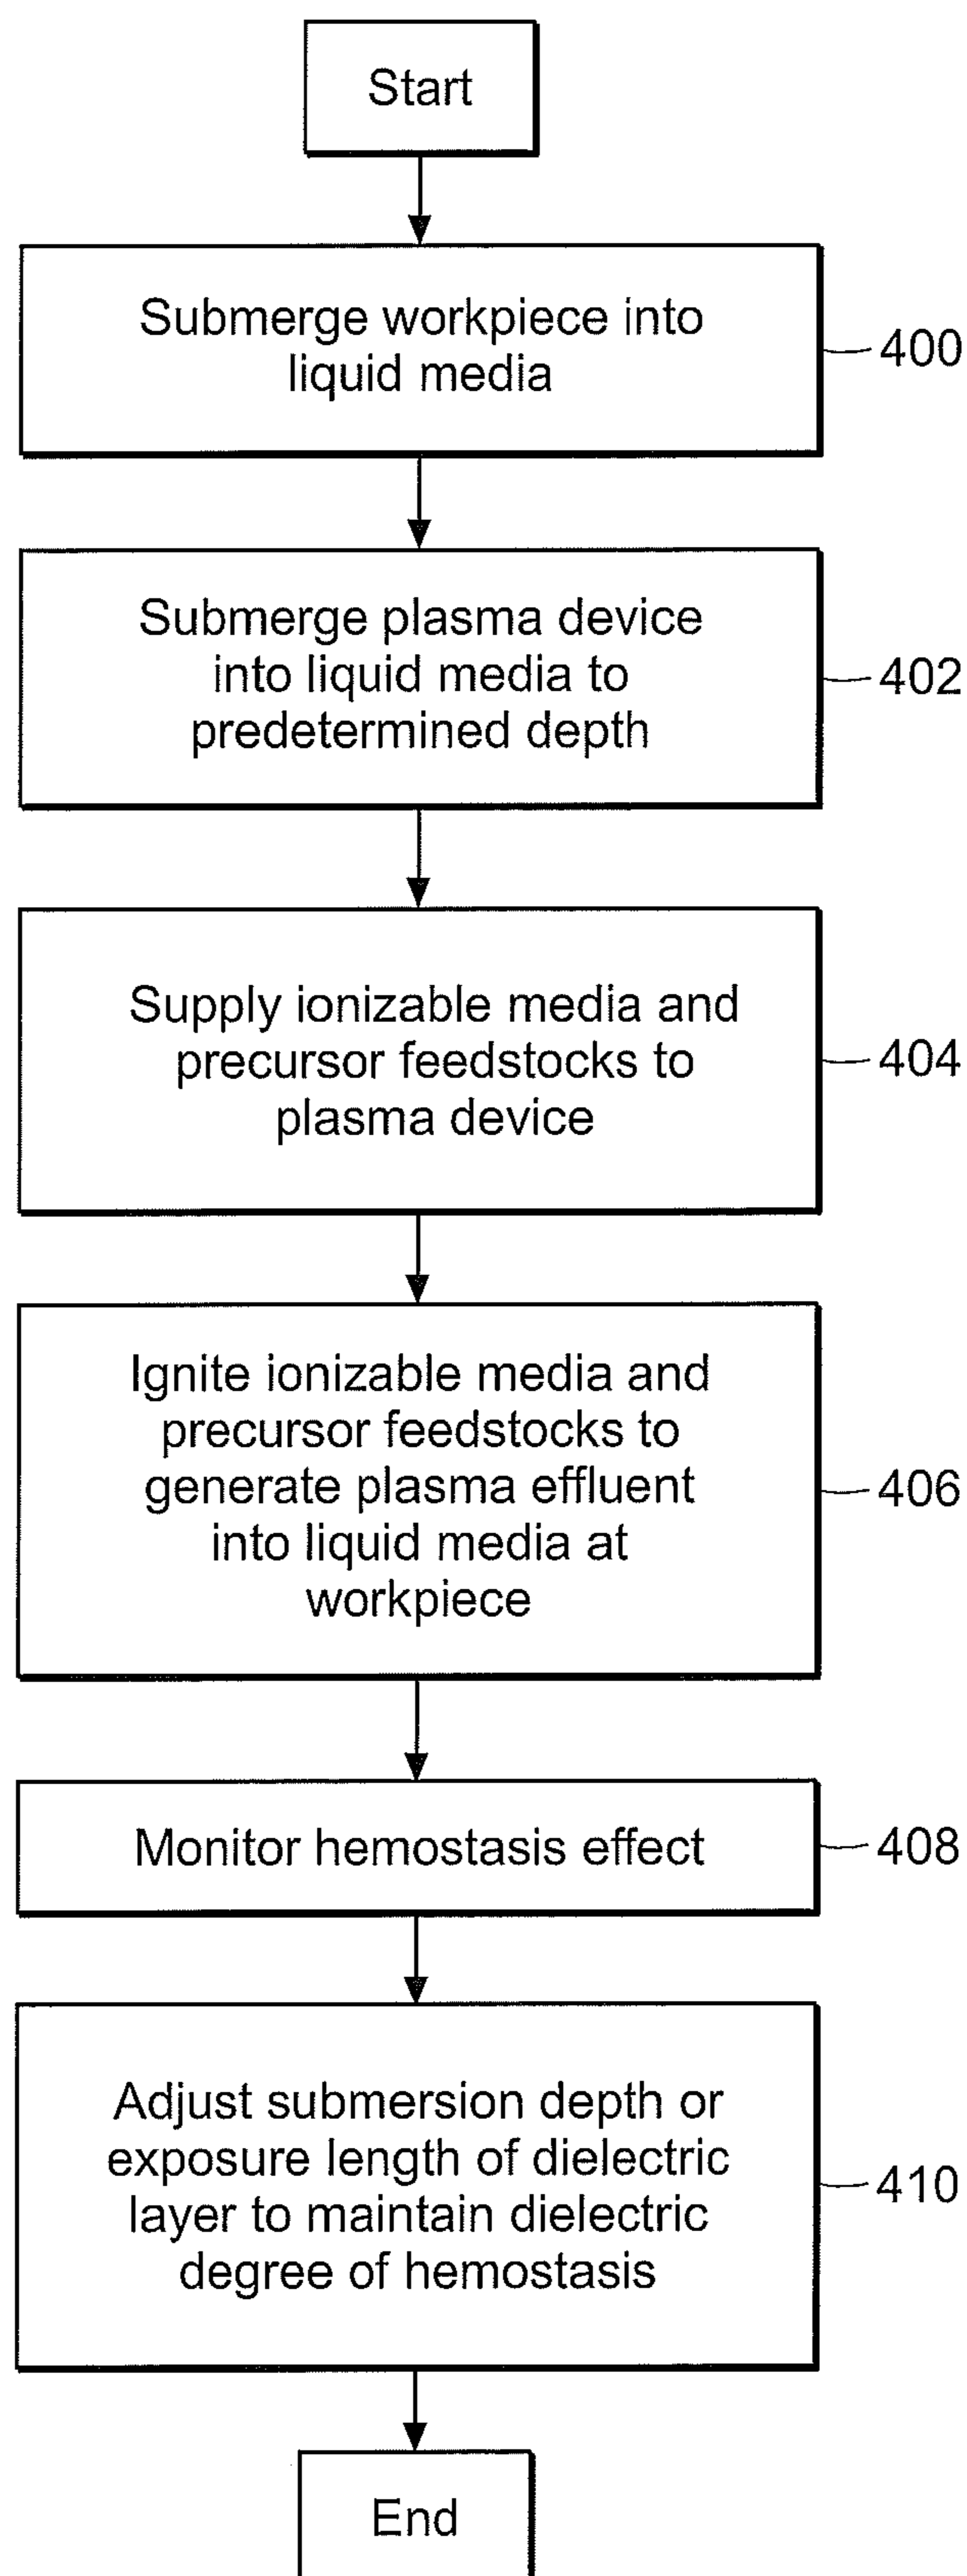 Start
Submerge workpiece into
liquid media
400
Submerge plasma device
into liquid media to
predetermined depth
402
Supply ionizable media and
precursor feedstocks to
plasma device
404
Ignite ionizable media and
precursor feedstocks to
generate plasma effluent
into liquid media at
workpiece
406
Monitor hemostasis effect
408
Adjust submersion depth or
exposure length of dielectric
layer to maintain dielectric
degree of hemostasis
410
End